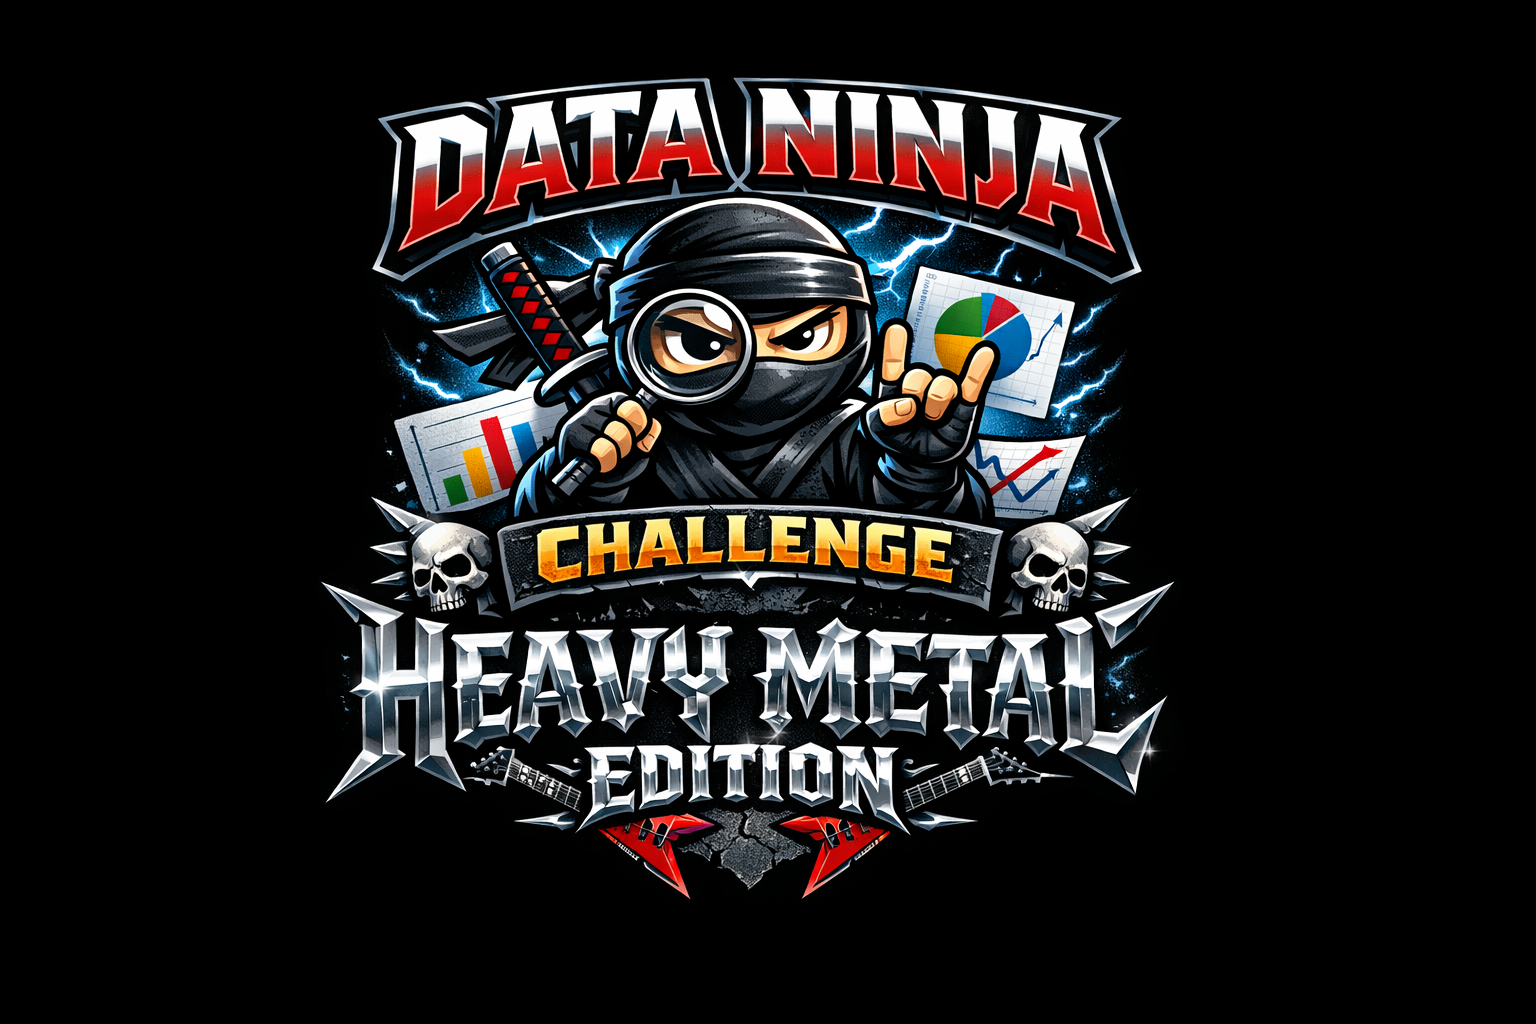 DATA NINJA
CHALLENGE
HEAVY METAL
EDITION